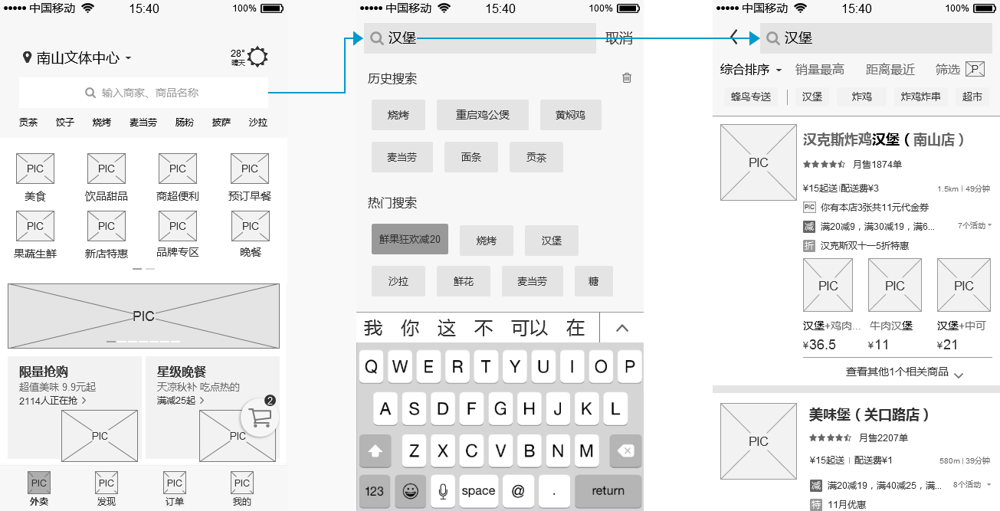 中国移动 15:40 100%
南山文体中心 28° 晴天
输入商家、商品名称
贡茶 饺子 烧烤 麦当劳 肠粉 披萨 沙拉
PIC PIC PIC PIC
美食 饮品甜品 商超便利 预订早餐
PIC PIC PIC PIC
果蔬生鲜 新店特惠 品牌专区 晚餐
PIC
限量抢购 星级晚餐
超值美味 9.9元起 天凉秋补 吃点热的
2114人正在抢 满减25起
2
PIC PIC
PIC PIC PIC PIC
外卖 发现 订单 我的
中国移动 15:40 100%
汉堡 取消
历史搜索
烧烤 重启鸡公煲 黄焖鸡
麦当劳 面条 贡茶
热门搜索
鲜果狂欢减20 烧烤 汉堡
沙拉 鲜花 麦当劳 糖
我 你 这 不 可以 在
Q W E R T Y U I O P
A S D F G H J K L
Z X C V B N M
123 space @ . return
中国移动 15:40 100%
汉堡
综合排序 销量最高 距离最近 筛选 P
蜂鸟专送 汉堡 炸鸡 炸鸡炸串 超市
PIC
汉克斯炸鸡汉堡（南山店）
月售1874单
¥15起送|配送费¥3 1.5km | 49分钟
PIC 你有本店3张共11元代金券
减 满20减9，满30减19，满6... 7个活动
折 汉克斯双十一5折特惠
PIC PIC PIC
汉堡+鸡肉... 牛肉汉堡 汉堡+中可
¥36.5 ¥11 ¥21
查看其他1个相关商品
PIC
美味堡（关口路店）
月售2207单
¥15起送 | 配送费¥1 580m | 39分钟
减 满20减19，满40减25，满... 8个活动
特 11月优惠